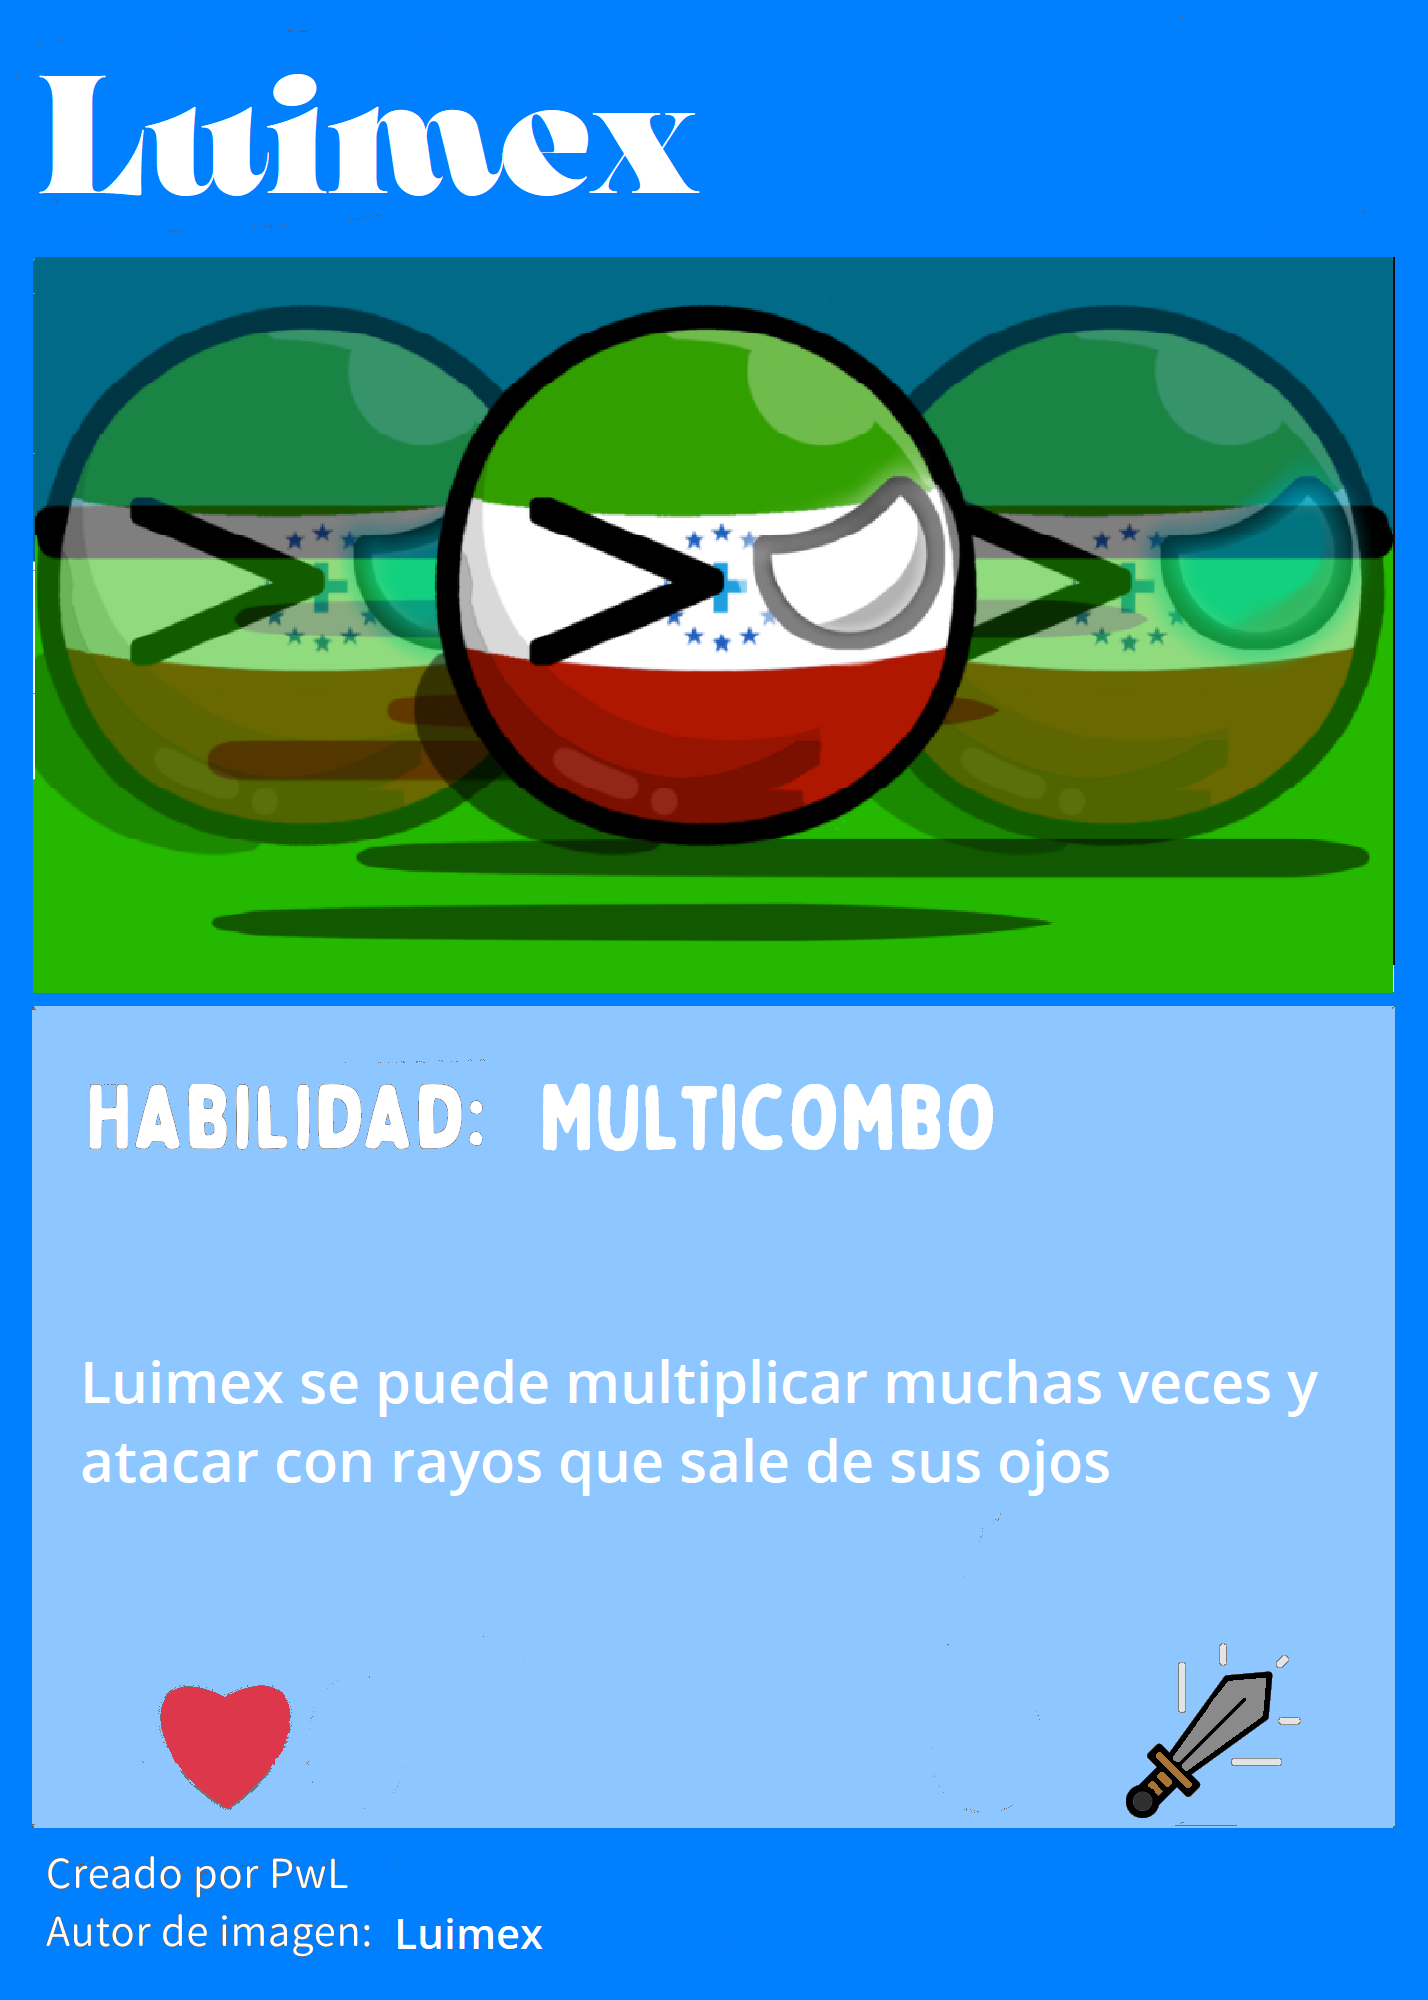 Luimex
HABILIDAD: MULTICOMBO
Luimex se puede multiplicar muchas veces y
atacar con rayos que sale de sus ojos
Creado por PwL
Autor de imagen: Luimex